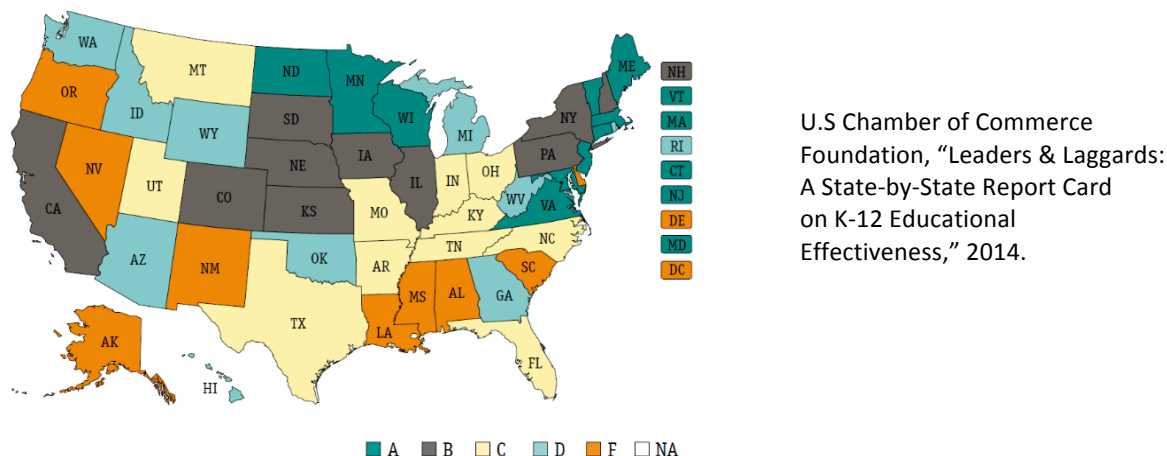 WA
MT
ND
MN
ME
OR
ID
SD
WI
NY
WY
MI
NE
IA
PA
NV
UT
CO
IL
IN
OH
CA
KS
MO
WV
VA
KY
AZ
NM
OK
AR
TN
NC
SC
TX
LA
MS
AL
GA
FL
AK
HI
NH
VT
MA
RI
CT
NJ
DE
MD
DC
A B C D F NA
U.S Chamber of Commerce
Foundation, “Leaders & Laggards:
A State-by-State Report Card
on K-12 Educational
Effectiveness,” 2014.